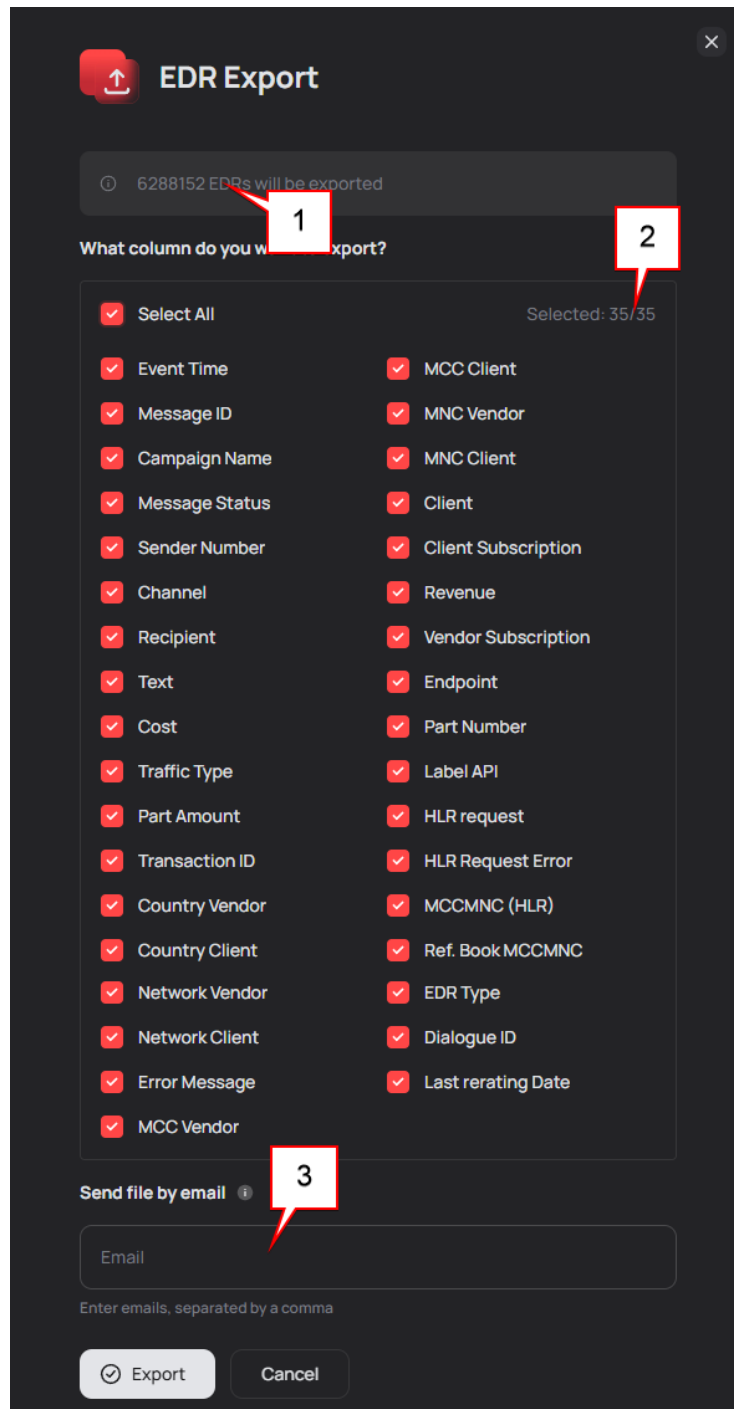 EDR Export
6288152 EDRs will be exported
1
2
What column do you w xport?
Select All
Selected: 35/35
Event Time
MCC Client
Message ID
MNC Vendor
Campaign Name
MNC Client
Message Status
Client
Sender Number
Client Subscription
Channel
Revenue
Recipient
Vendor Subscription
Text
Endpoint
Cost
Part Number
Traffic Type
Label API
Part Amount
HLR request
Transaction ID
HLR Request Error
Country Vendor
MCCMNC (HLR)
Country Client
Ref. Book MCCMNC
Network Vendor
EDR Type
Network Client
Dialogue ID
Error Message
Last rerating Date
MCC Vendor
3
Send file by email
Email
Enter emails, separated by a comma
Export
Cancel